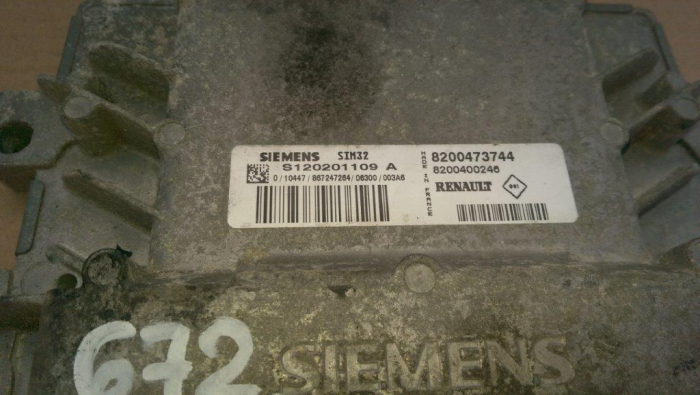 SIEMENS SIM32
S120201109 A
0/10447/867247264/06300/003A6
MADE IN FRANCE
8200473744
8200400246
RENAULT
672
SIEMENS